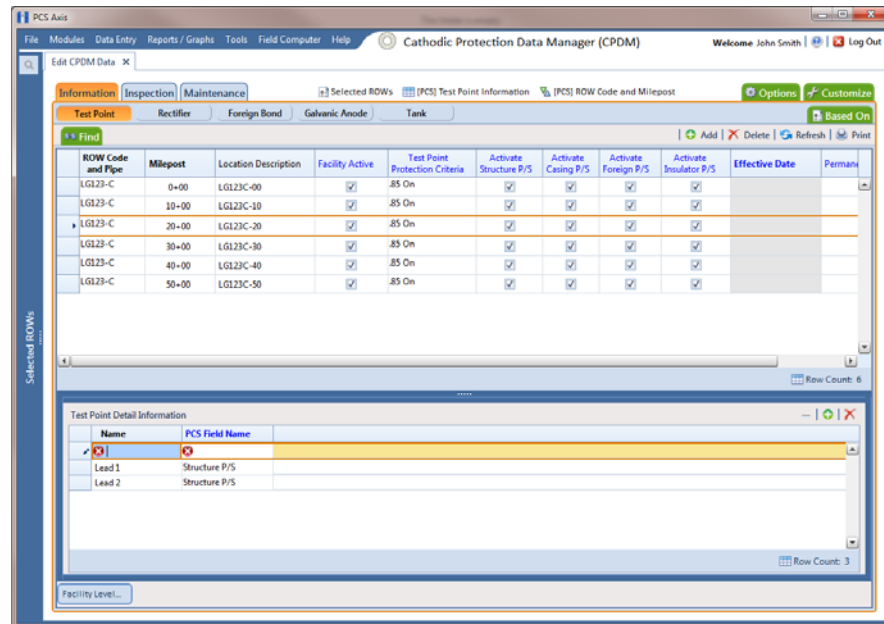 PCS Axis
File Modules Data Entry Reports / Graphs Tools Field Computer Help Cathodic Protection Data Manager (CPDM) Welcome John Smith Log Out
Edit CPDM Data
Information Inspection Maintenance Selected ROWs [PCS] Test Point Information [PCS] ROW Code and Milepost Options Customize
Test Point Rectifier Foreign Bond Galvanic Anode Tank Based On
Find Add Delete Refresh Print
ROW Code and Pipe Milepost Location Description Facility Active Test Point Protection Criteria Activate Structure P/S Activate Casing P/S Activate Foreign P/S Activate Insulator P/S Effective Date Permane
LG123-C 0+00 LG123C-00 .85 On
LG123-C 10+00 LG123C-10 .85 On
LG123-C 20+00 LG123C-20 .85 On
LG123-C 30+00 LG123C-30 .85 On
LG123-C 40+00 LG123C-40 .85 On
LG123-C 50+00 LG123C-50 .85 On
Selected ROWs
Row Count: 6
Test Point Detail Information
Name PCS Field Name
Lead 1 Structure P/S
Lead 2 Structure P/S
Row Count: 3
Facility Level...